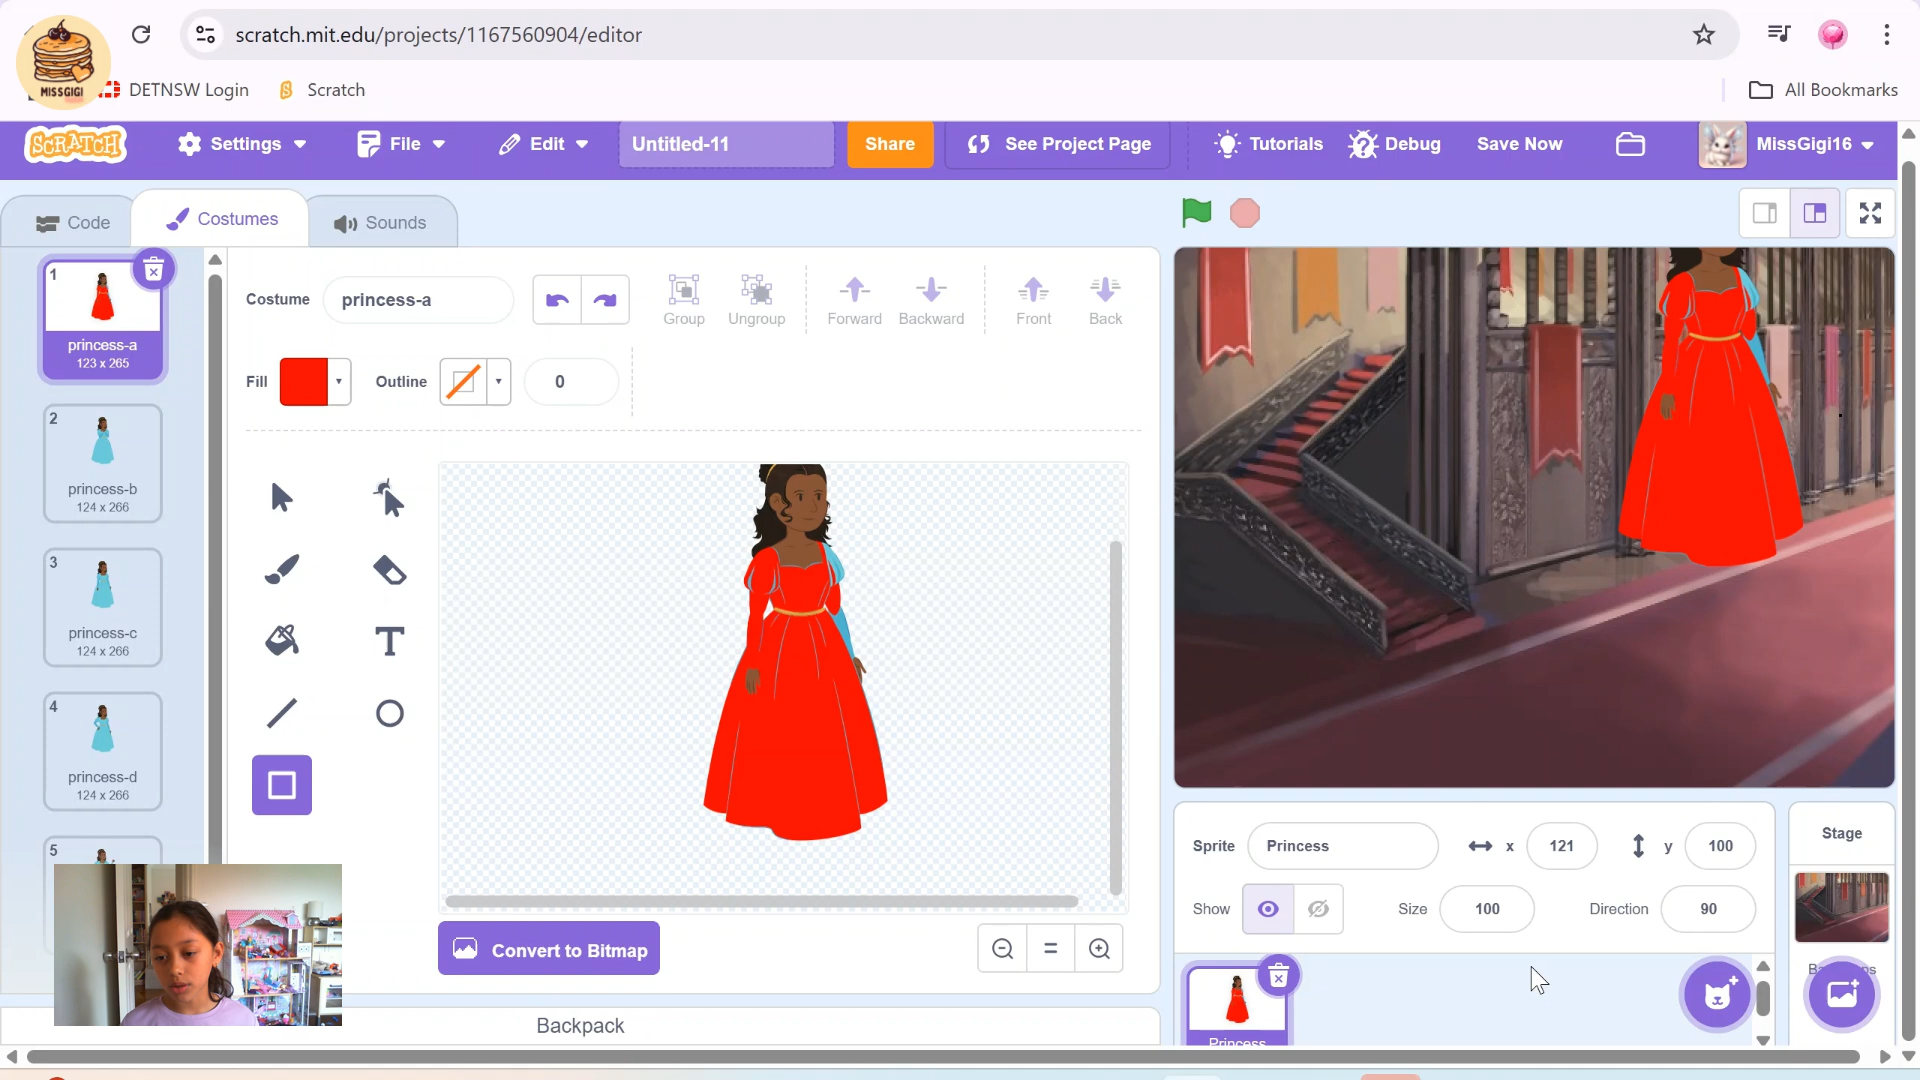 scratch.mit.edu/projects/1167560904/editor
MISSGIGI
DETNSW Login
Scratch
All Bookmarks
SCRATCH
Settings
File
Edit
Untitled-11
Share
See Project Page
Tutorials
Debug
Save Now
MissGigi16
Code
Costumes
Sounds
1
princess-a
123 x 265
2
princess-b
124 x 266
3
princess-c
124 x 266
4
princess-d
124 x 266
5
Costume
princess-a
Group
Ungroup
Forward
Backward
Front
Back
Fill
Outline
0
T
Convert to Bitmap
Backpack
Sprite
Princess
x
121
y
100
Show
Size
100
Direction
90
Princess
Stage